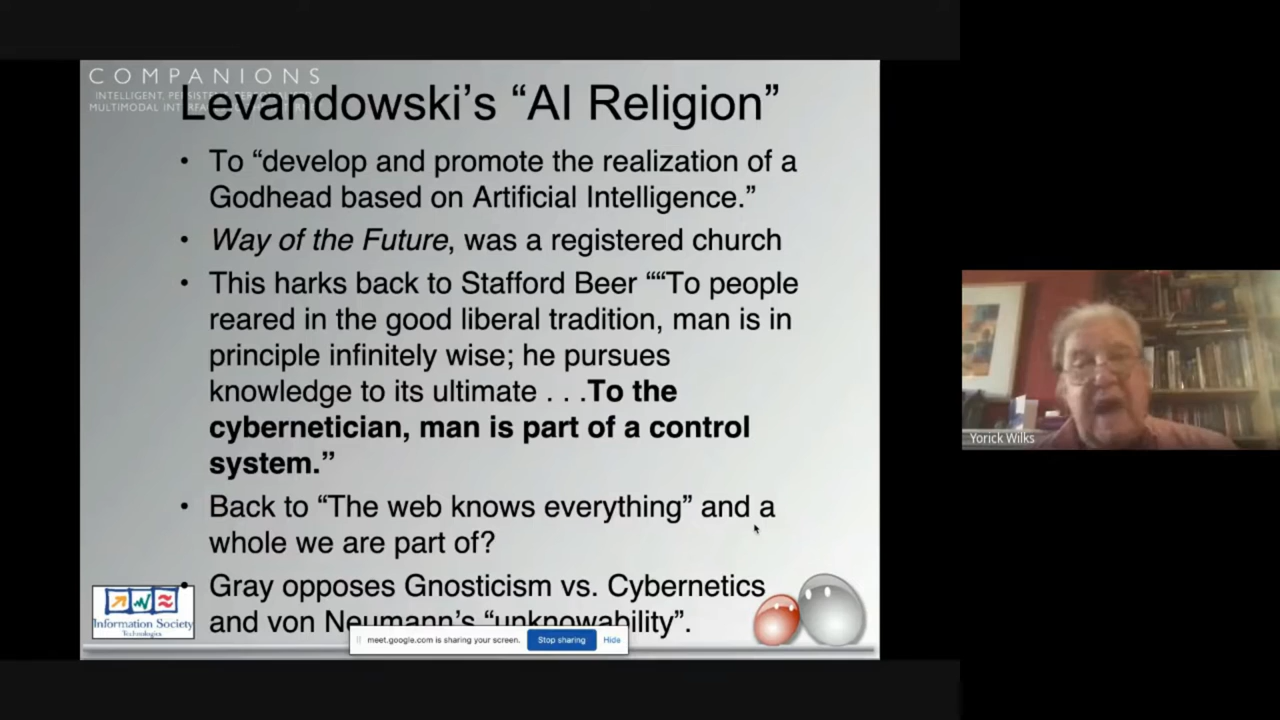 COMPANIONS
INTELLIGENT,
MULTIMODAL
Levandowski's “AI Religion”
• To “develop and promote the realization of a
Godhead based on Artificial Intelligence.”
• Way of the Future, was a registered church
• This harks back to Stafford Beer ““To people
reared in the good liberal tradition, man is in
principle infinitely wise; he pursues
knowledge to its ultimate . . .To the
cybernetician, man is part of a control
system.”
• Back to “The web knows everything” and a
whole we are part of?
• Gray opposes Gnosticism vs. Cybernetics
and von Neumann's “unknowability”.
Information Society
Technologies
meet.google.com is sharing your screen.
Stop sharing
Hide
Yorick Wilks